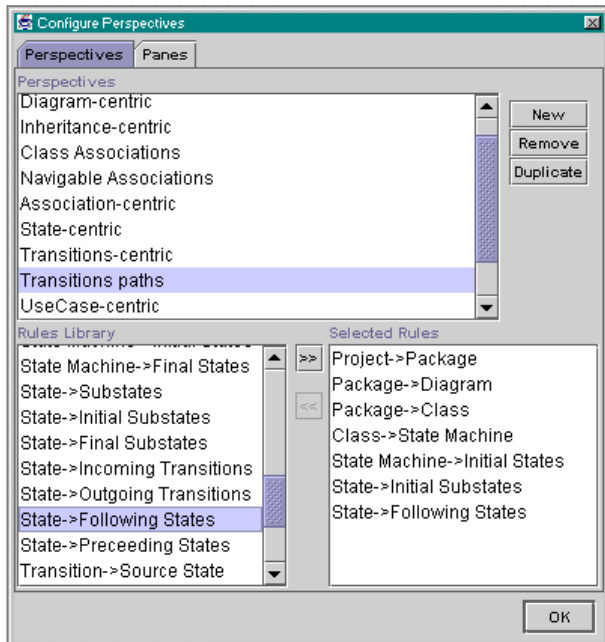 Configure Perspectives
Perspectives Panes
Perspectives
Diagram-centric
Inheritance-centric
Class Associations
Navigable Associations
Association-centric
State-centric
Transitions-centric
Transitions paths
UseCase-centric
New
Remove
Duplicate
Rules Library
State Machine->Initial States
State Machine->Final States
State->Substates
State->Initial Substates
State->Final Substates
State->Incoming Transitions
State->Outgoing Transitions
State->Following States
State->Preceeding States
Transition->Source State
>>
<<
Selected Rules
Project->Package
Package->Diagram
Package->Class
Class->State Machine
State Machine->Initial States
State->Initial Substates
State->Following States
OK